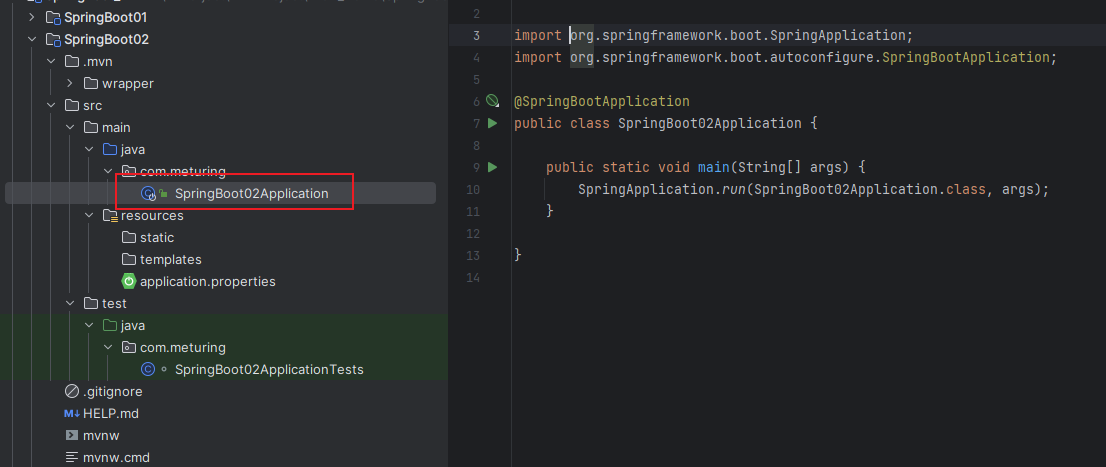 SpringBoot01
SpringBoot02
.mvn
wrapper
src
main
java
com.meturing
SpringBoot02Application
resources
static
templates
application.properties
test
java
com.meturing
SpringBoot02ApplicationTests
.gitignore
M↓ HELP.md
mvnw
mvnw.cmd
2
3 import org.springframework.boot.SpringApplication;
4 import org.springframework.boot.autoconfigure.SpringBootApplication;
5
6 @SpringBootApplication
7 public class SpringBoot02Application {
8
9 public static void main(String[] args) {
10 SpringApplication.run(SpringBoot02Application.class, args);
11 }
12
13 }
14